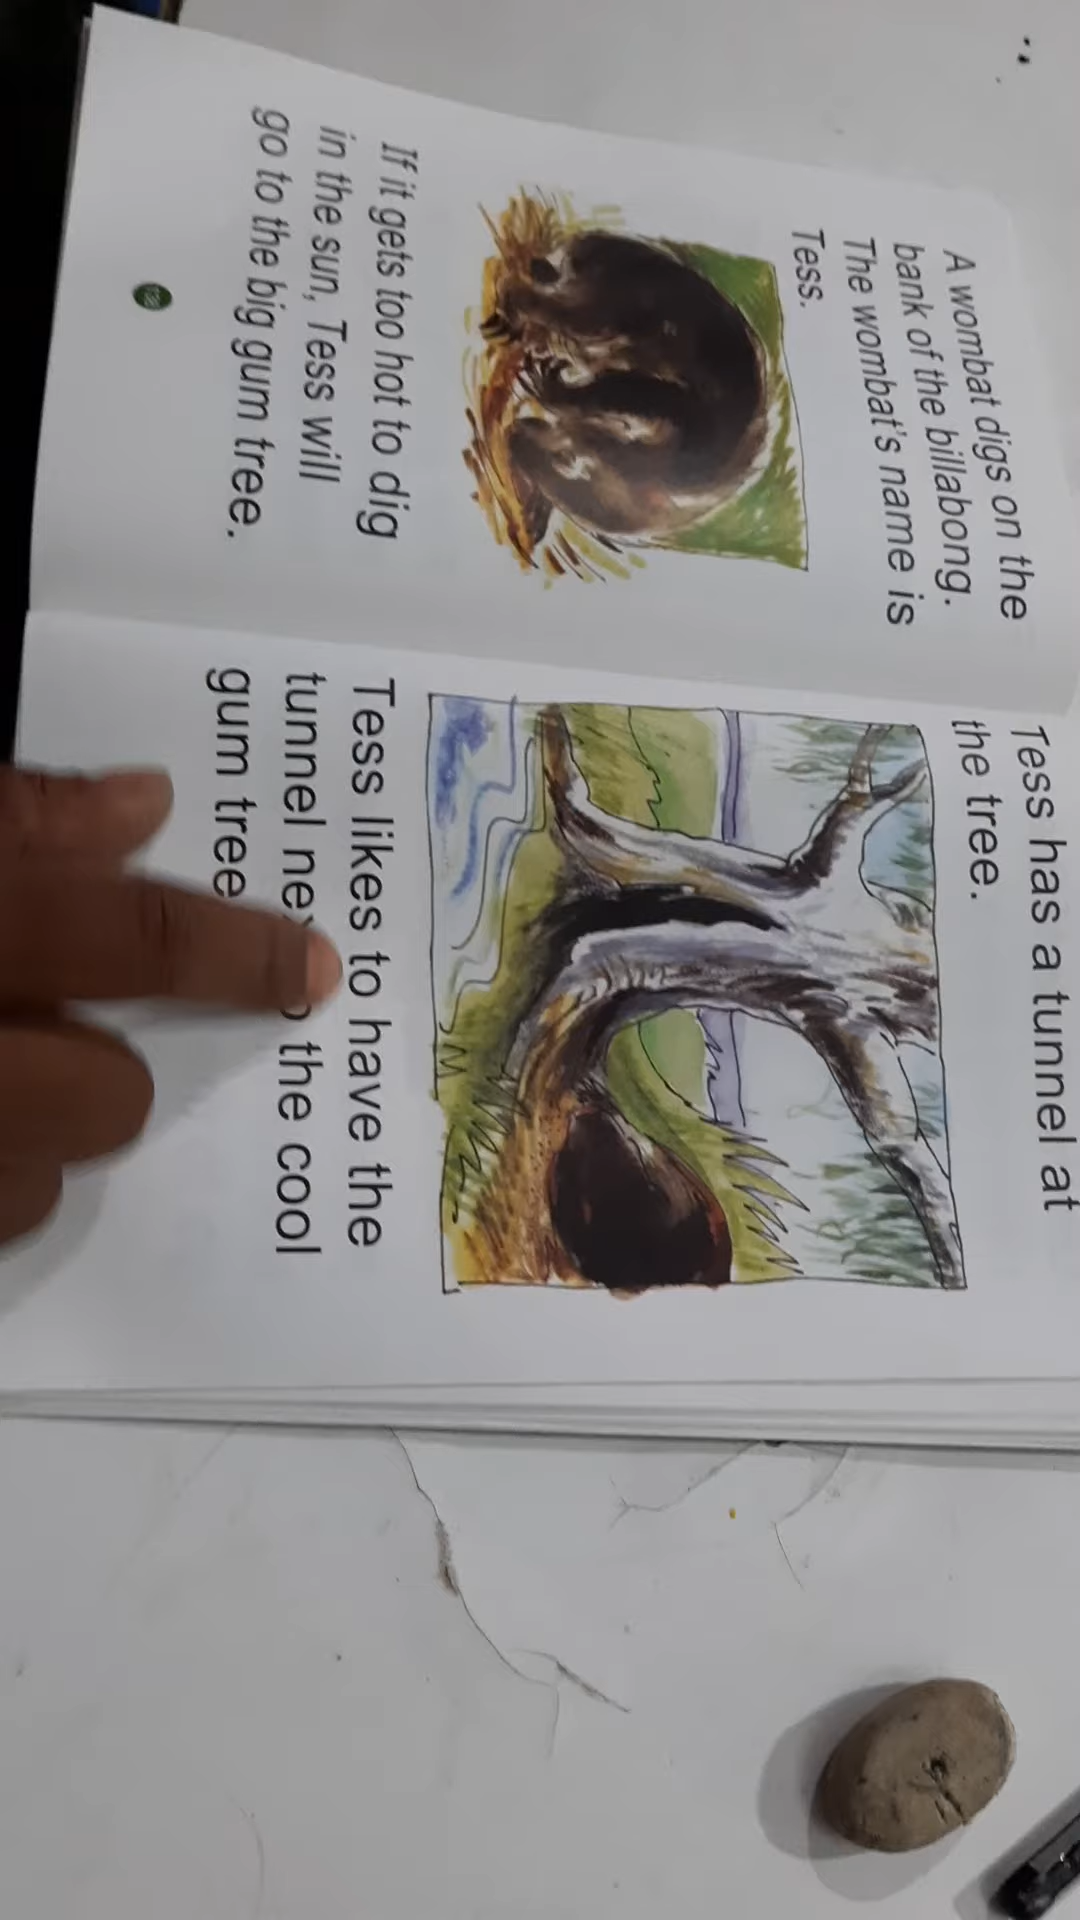 A wombat digs on the
bank of the billabong.
The wombat's name is
Tess.
If it gets too hot to dig
in the sun, Tess will
go to the big gum tree.
Tess has a tunnel at
the tree.
Tess likes to have the
tunnel the cool
gum tree